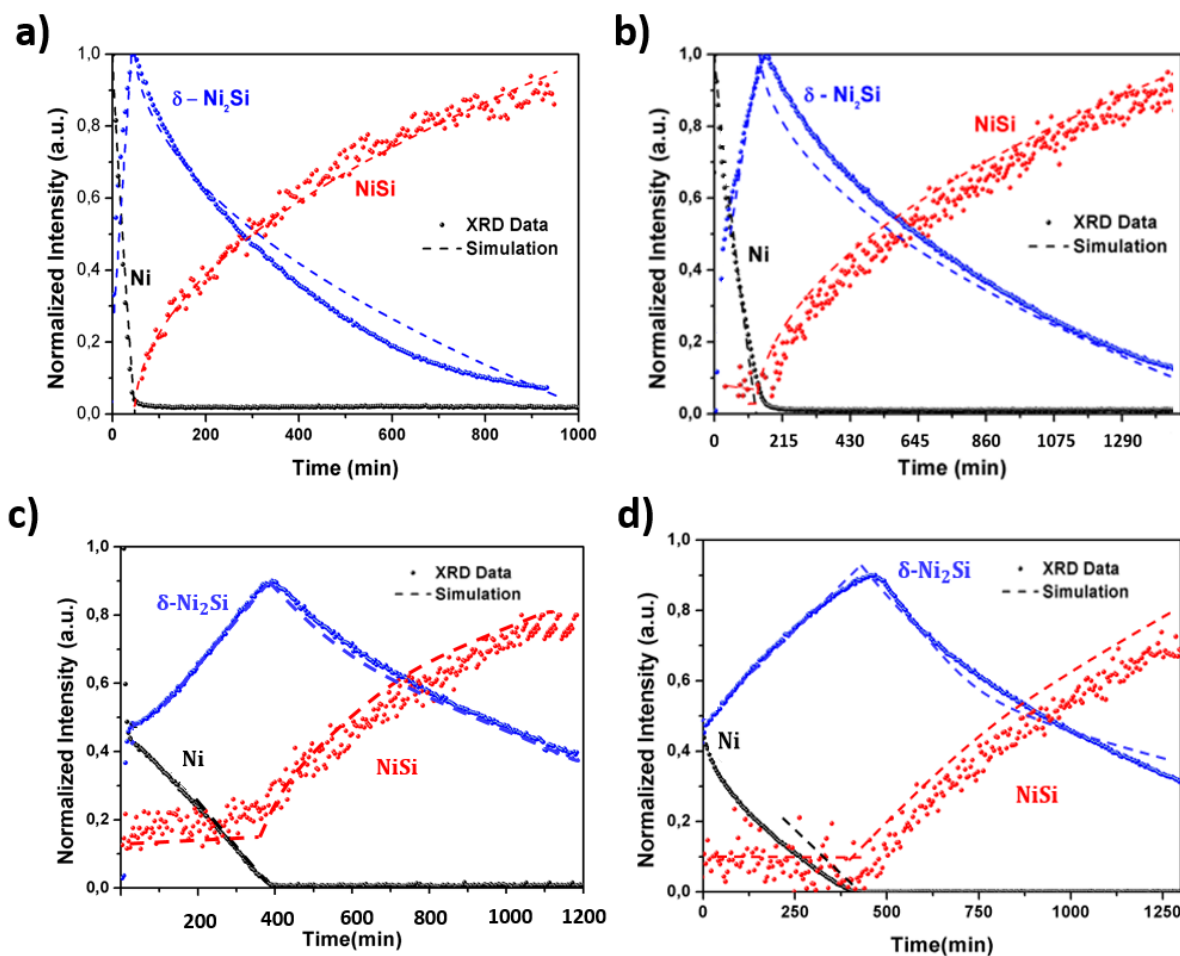 a)
Normalized Intensity (a.u.)
1,0
0,8
0,6
0,4
0,2
0,0
δ – Ni₂Si
NiSi
XRD Data
Simulation
Ni
0 200 400 600 800 1000
Time (min)
b)
Normalized Intensity (a.u.)
1,0
0,8
0,6
0,4
0,2
0,0
δ - Ni₂Si
NiSi
XRD Data
Simulation
Ni
0 215 430 645 860 1075 1290
Time (min)
c)
Normalized Intensity (a.u.)
1,0
0,8
0,6
0,4
0,2
0,0
XRD Data
δ-Ni₂Si
Simulation
Ni
NiSi
200 400 600 800 1000 1200
Time(min)
d)
Normalized Intensity (a.u.)
1,0
0,8
0,6
0,4
0,2
0,0
δ-Ni₂Si
XRD Data
Simulation
Ni
NiSi
0 250 500 750 1000 1250
Time(min)